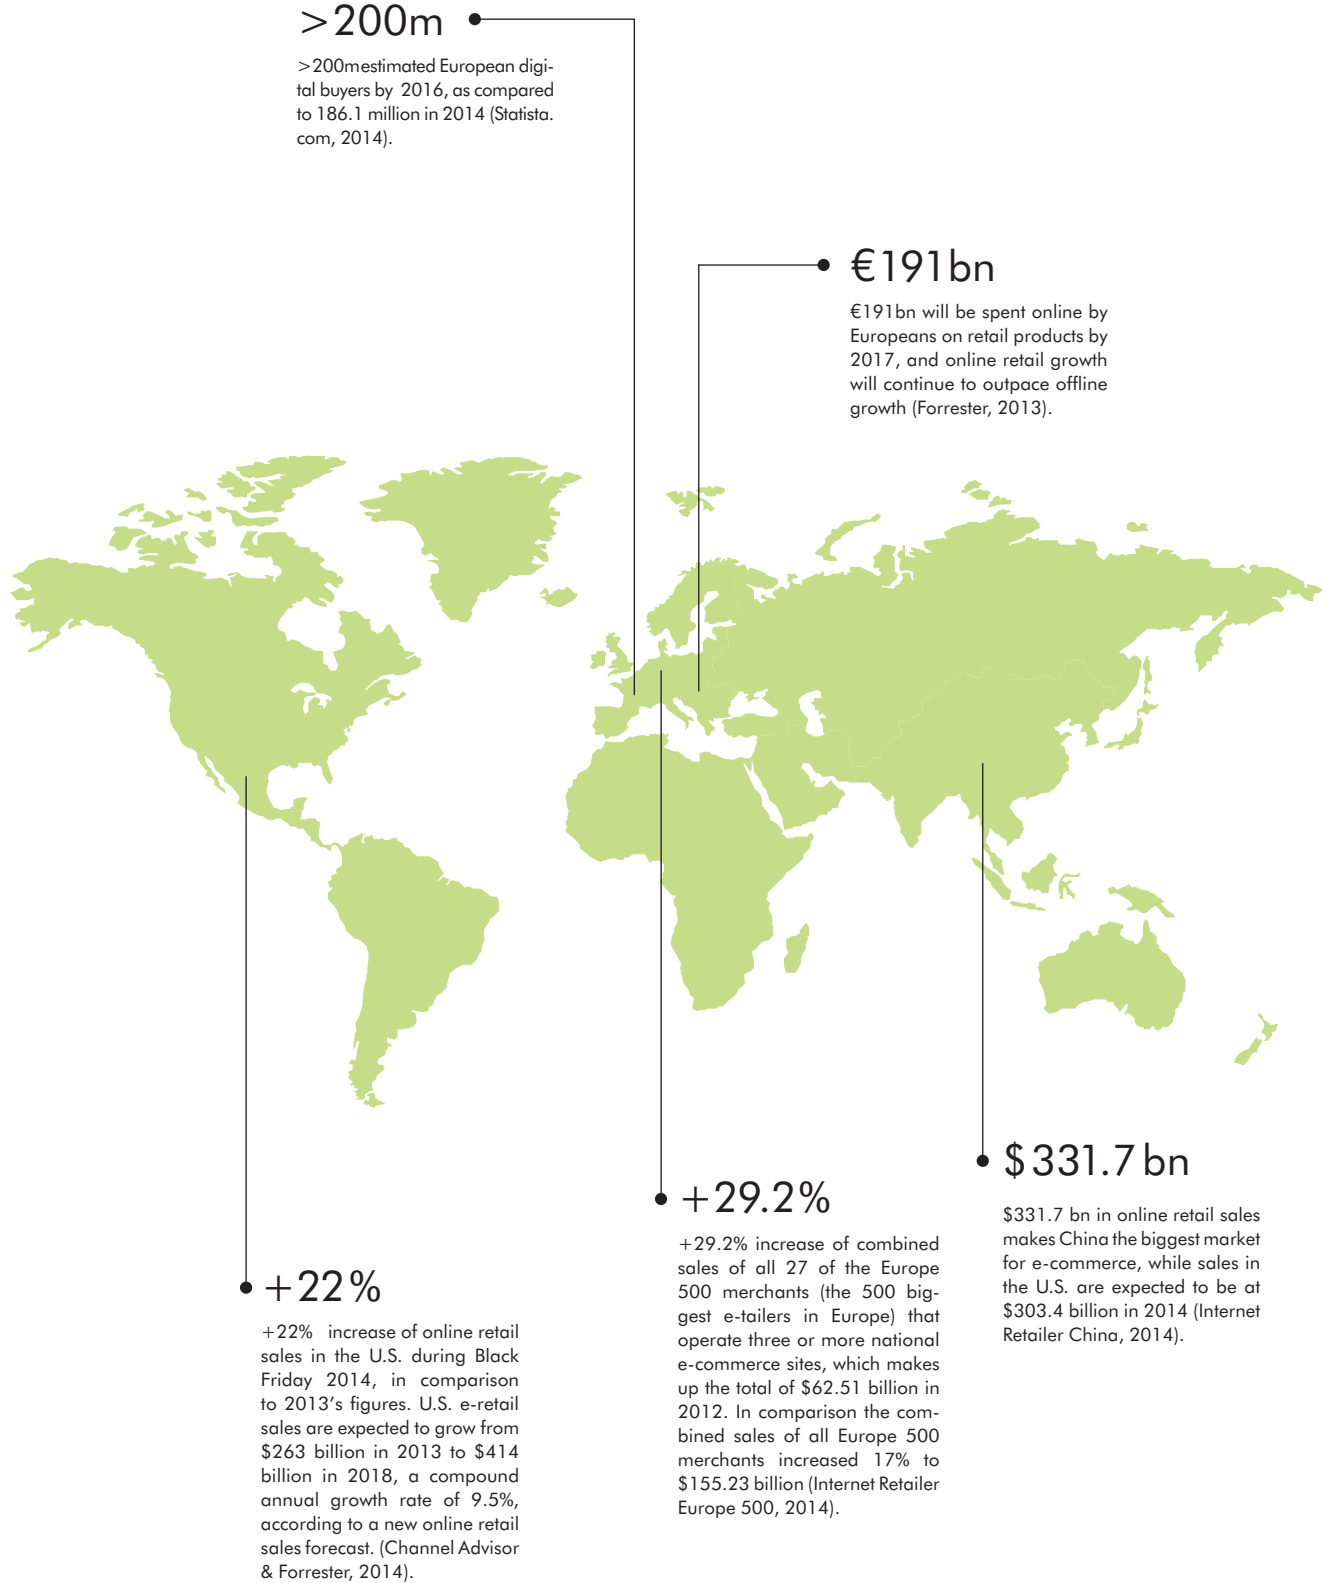 >200m
>200mestimated European digi-
tal buyers by 2016, as compared
to 186.1 million in 2014 (Statista.
com, 2014).
€191bn
€191bn will be spent online by
Europeans on retail products by
2017, and online retail growth
will continue to outpace offline
growth (Forrester, 2013).
$331.7 bn
$331.7 bn in online retail sales
makes China the biggest market
for e-commerce, while sales in
the U.S. are expected to be at
$303.4 billion in 2014 (Internet
Retailer China, 2014).
+29.2%
+29.2% increase of combined
sales of all 27 of the Europe
500 merchants (the 500 big-
gest e-tailers in Europe) that
operate three or more national
e-commerce sites, which makes
up the total of $62.51 billion in
2012. In comparison the com-
bined sales of all Europe 500
merchants increased 17% to
$155.23 billion (Internet Retailer
Europe 500, 2014).
+22%
+22% increase of online retail
sales in the U.S. during Black
Friday 2014, in comparison
to 2013's figures. U.S. e-retail
sales are expected to grow from
$263 billion in 2013 to $414
billion in 2018, a compound
annual growth rate of 9.5%,
according to a new online retail
sales forecast. (Channel Advisor
& Forrester, 2014).